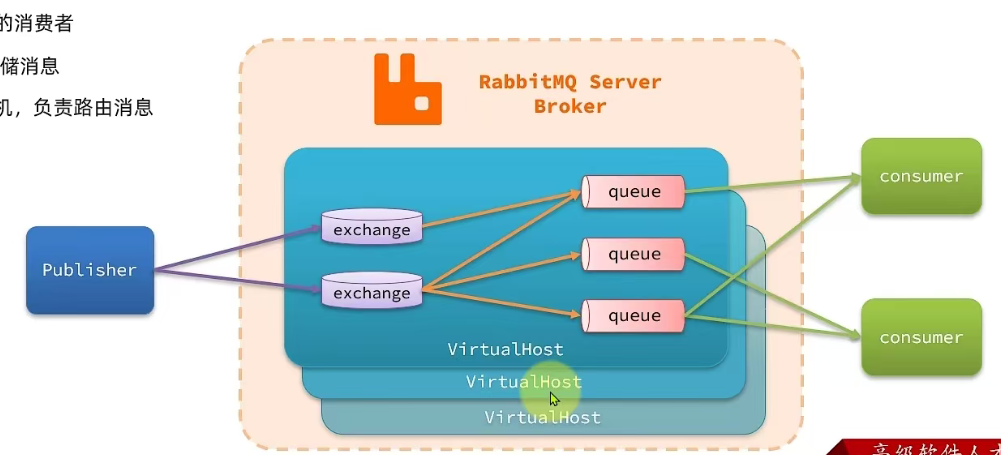 的消费者
储消息
机，负责路由消息
RabbitMQ Server
Broker
Publisher
exchange
exchange
queue
queue
queue
consumer
consumer
VirtualHost
VirtualHost
VirtualHost
高级软件人才